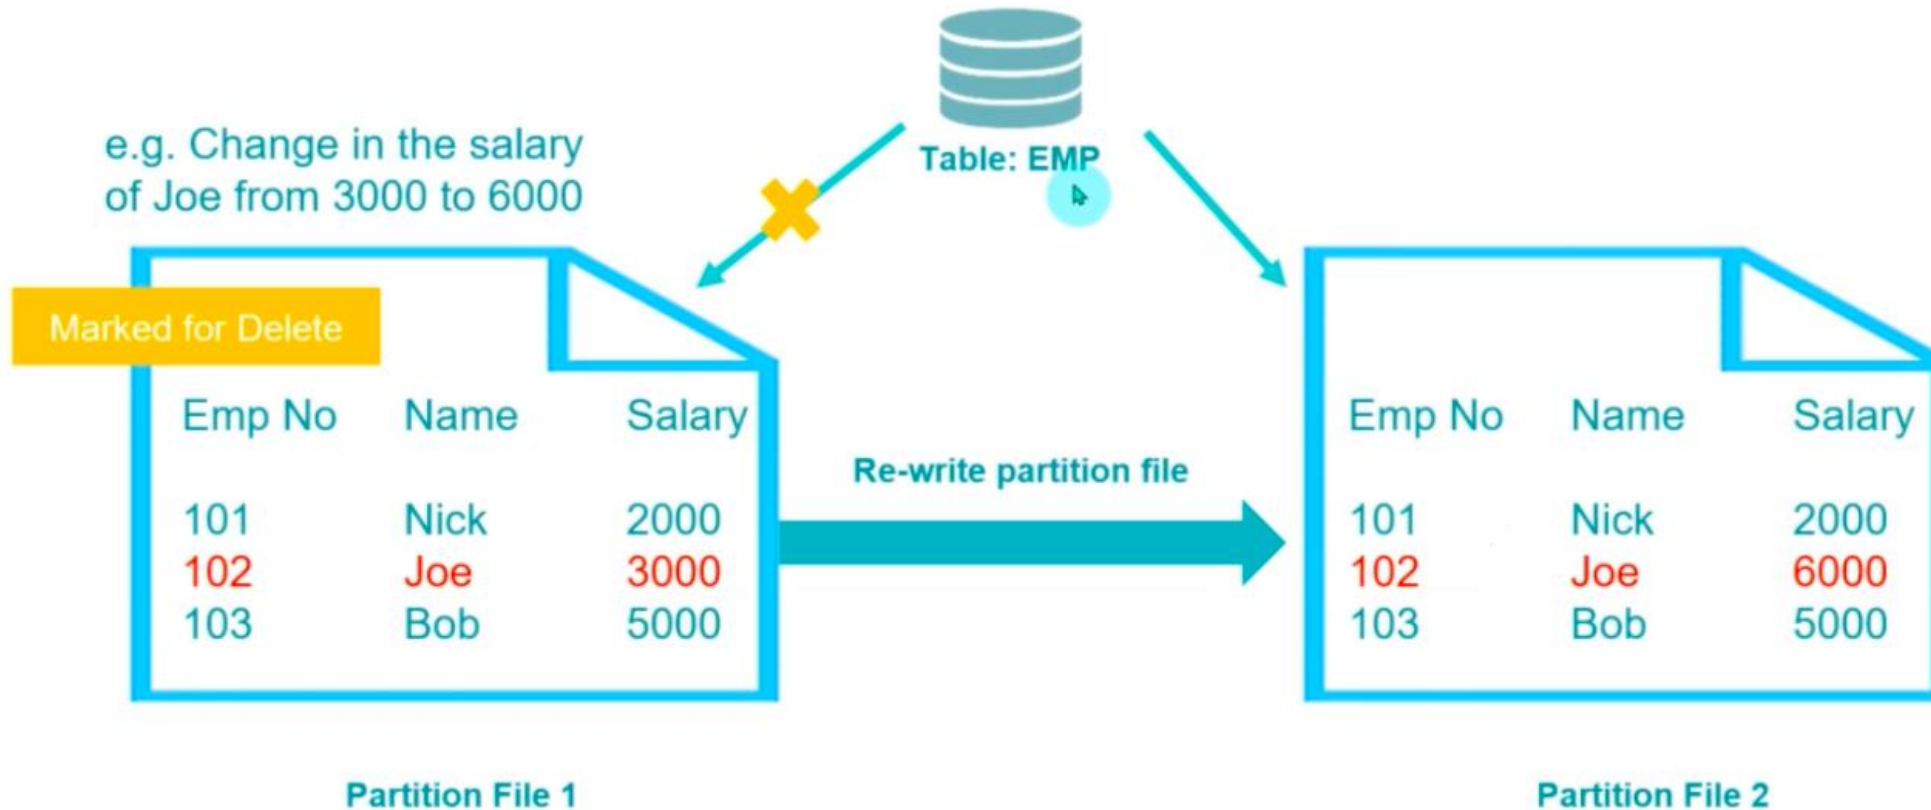 Table: EMP
e.g. Change in the salary
of Joe from 3000 to 6000
Marked for Delete
Emp No Name Salary
101 Nick 2000
102 Joe 3000
103 Bob 5000
Re-write partition file
Emp No Name Salary
101 Nick 2000
102 Joe 6000
103 Bob 5000
Partition File 1
Partition File 2